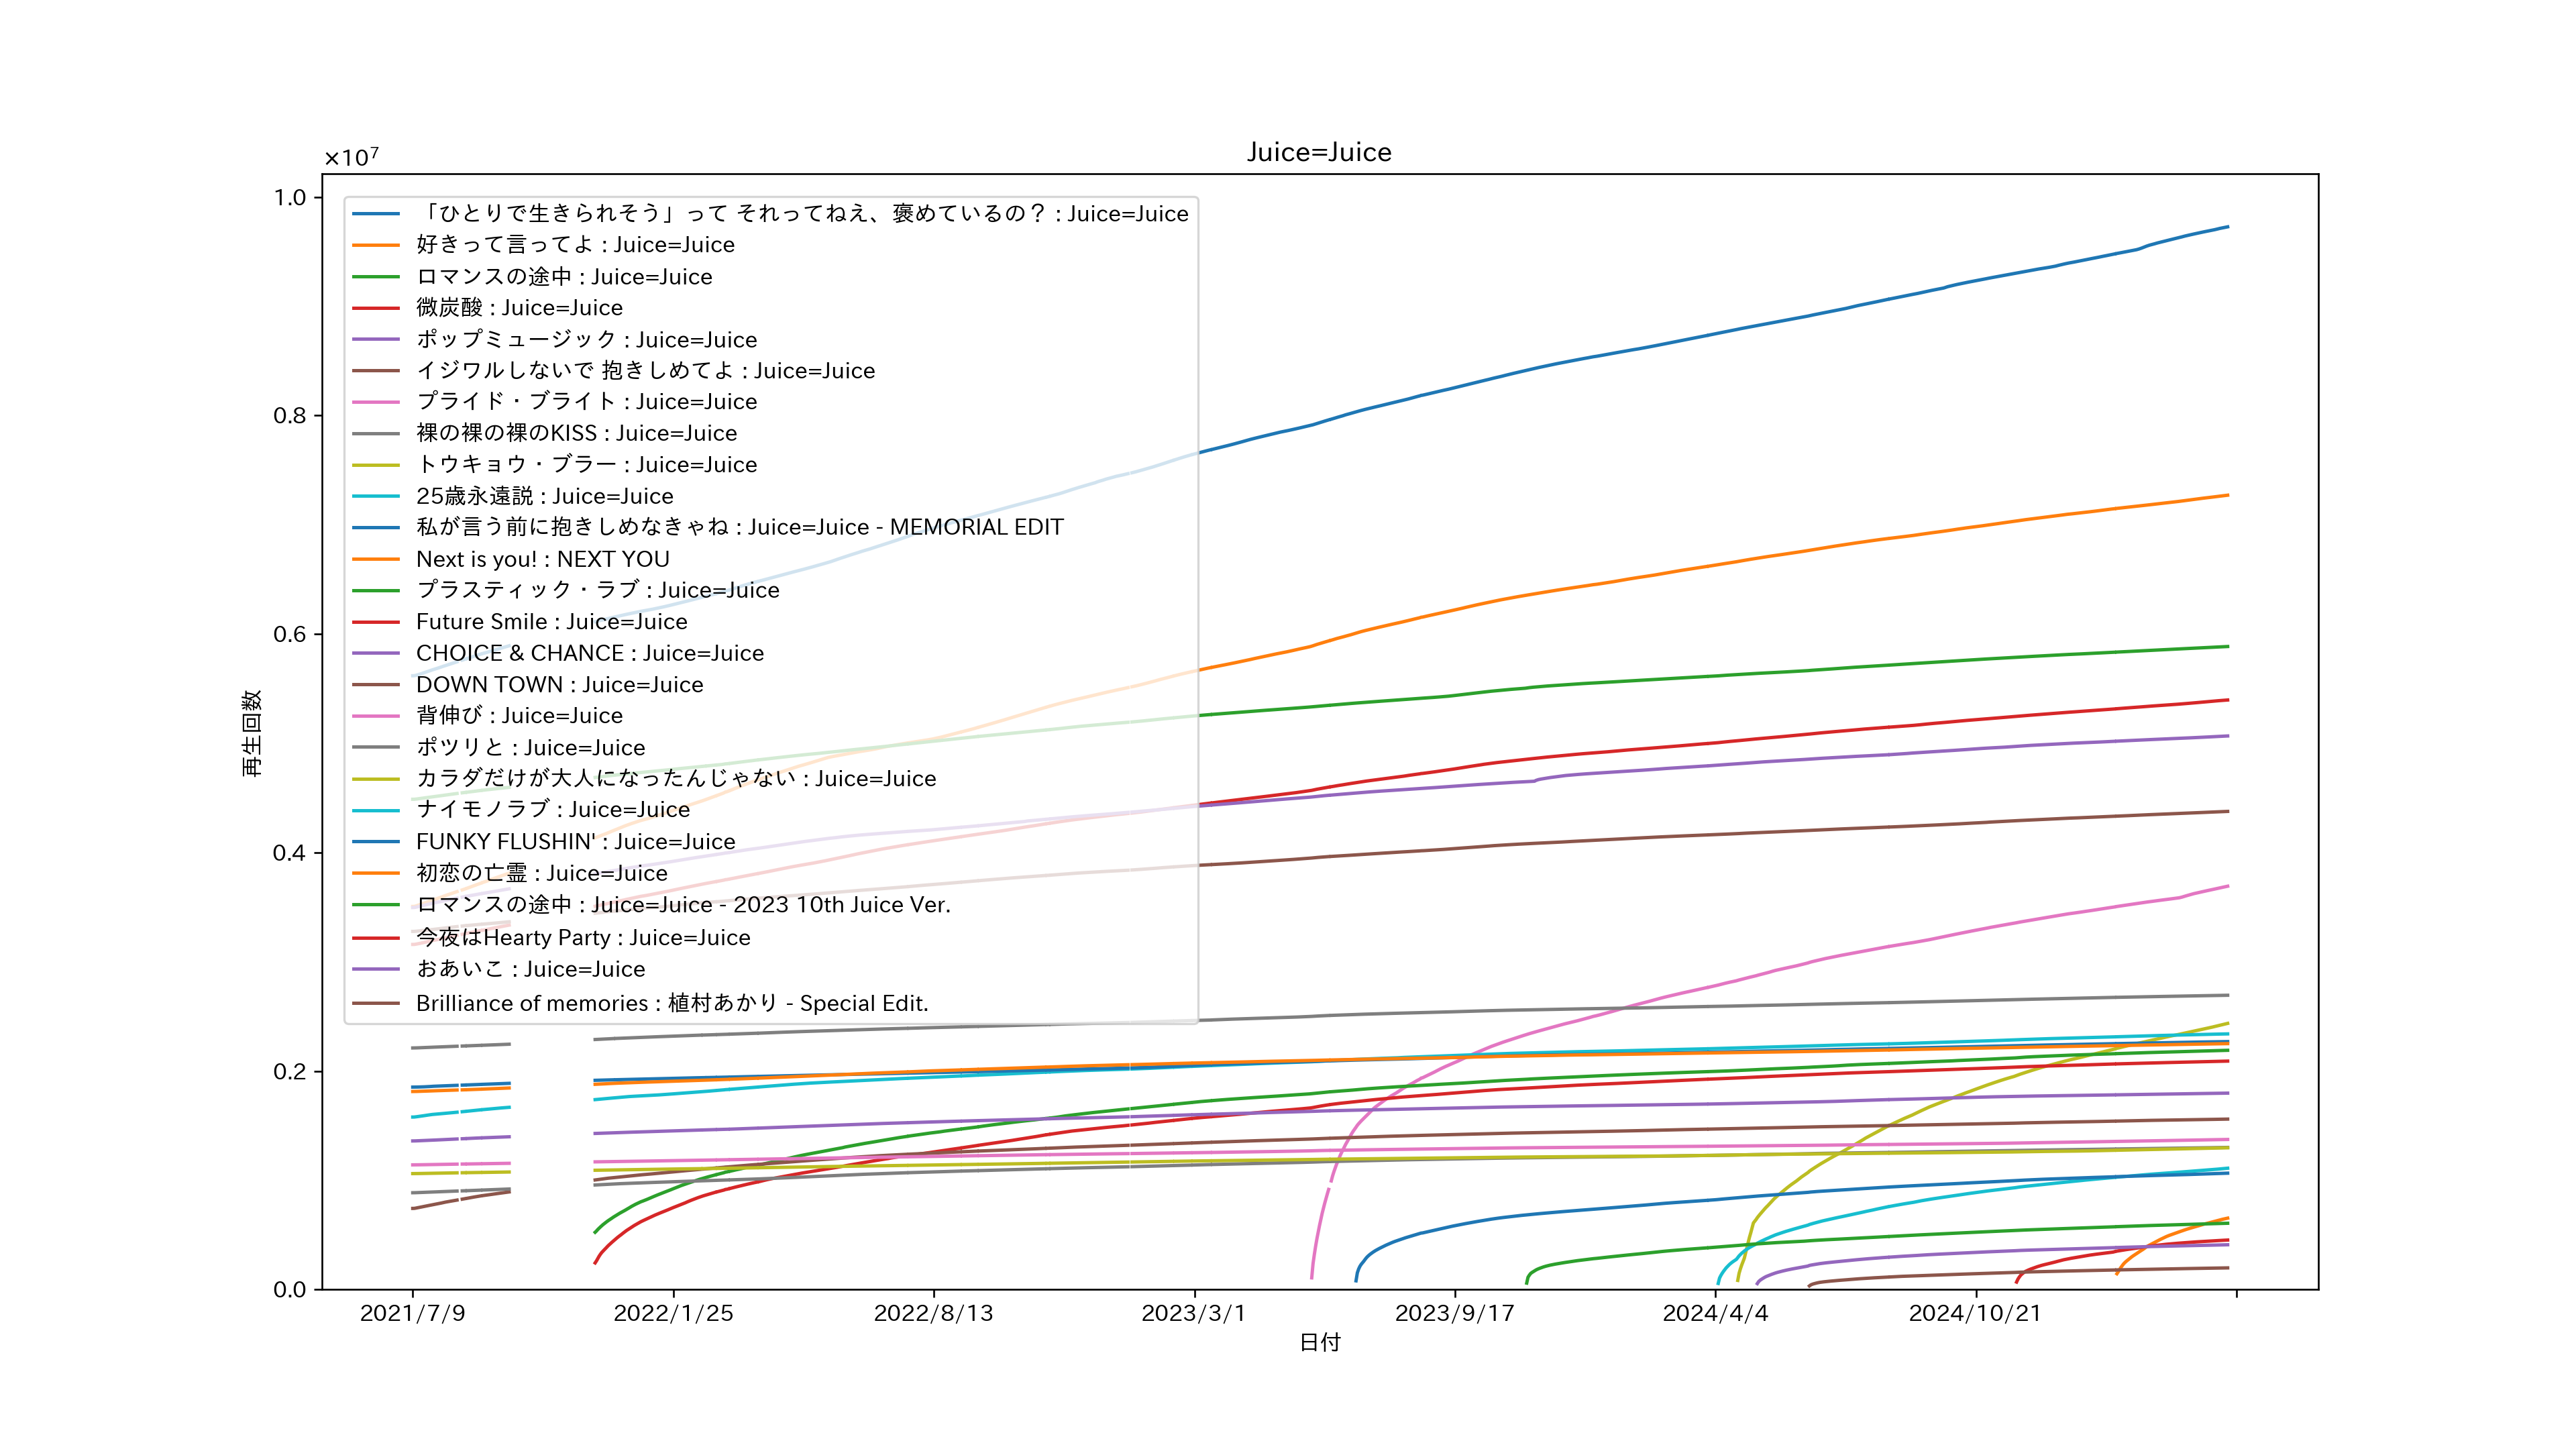 Juice=Juice
×10⁷
1.0
0.8
0.6
0.4
0.2
0.0
再生回数
「ひとりで生きられそう」って それってねえ、褒めているの？ : Juice=Juice
好きって言ってよ : Juice=Juice
ロマンスの途中 : Juice=Juice
微炭酸 : Juice=Juice
ポップミュージック : Juice=Juice
イジワルしないで 抱きしめてよ : Juice=Juice
プライド・ブライト : Juice=Juice
裸の裸の裸のKISS : Juice=Juice
トウキョウ・ブラー : Juice=Juice
25歳永遠説 : Juice=Juice
私が言う前に抱きしめなきゃね : Juice=Juice - MEMORIAL EDIT
Next is you! : NEXT YOU
プラスティック・ラブ : Juice=Juice
Future Smile : Juice=Juice
CHOICE & CHANCE : Juice=Juice
DOWN TOWN : Juice=Juice
背伸び : Juice=Juice
ポツリと : Juice=Juice
カラダだけが大人になったんじゃない : Juice=Juice
ナイモノラブ : Juice=Juice
FUNKY FLUSHIN' : Juice=Juice
初恋の亡霊 : Juice=Juice
ロマンスの途中 : Juice=Juice - 2023 10th Juice Ver.
今夜はHearty Party : Juice=Juice
おあいこ : Juice=Juice
Brilliance of memories : 植村あかり - Special Edit.
2021/7/9
2022/1/25
2022/8/13
2023/3/1
2023/9/17
2024/4/4
2024/10/21
日付